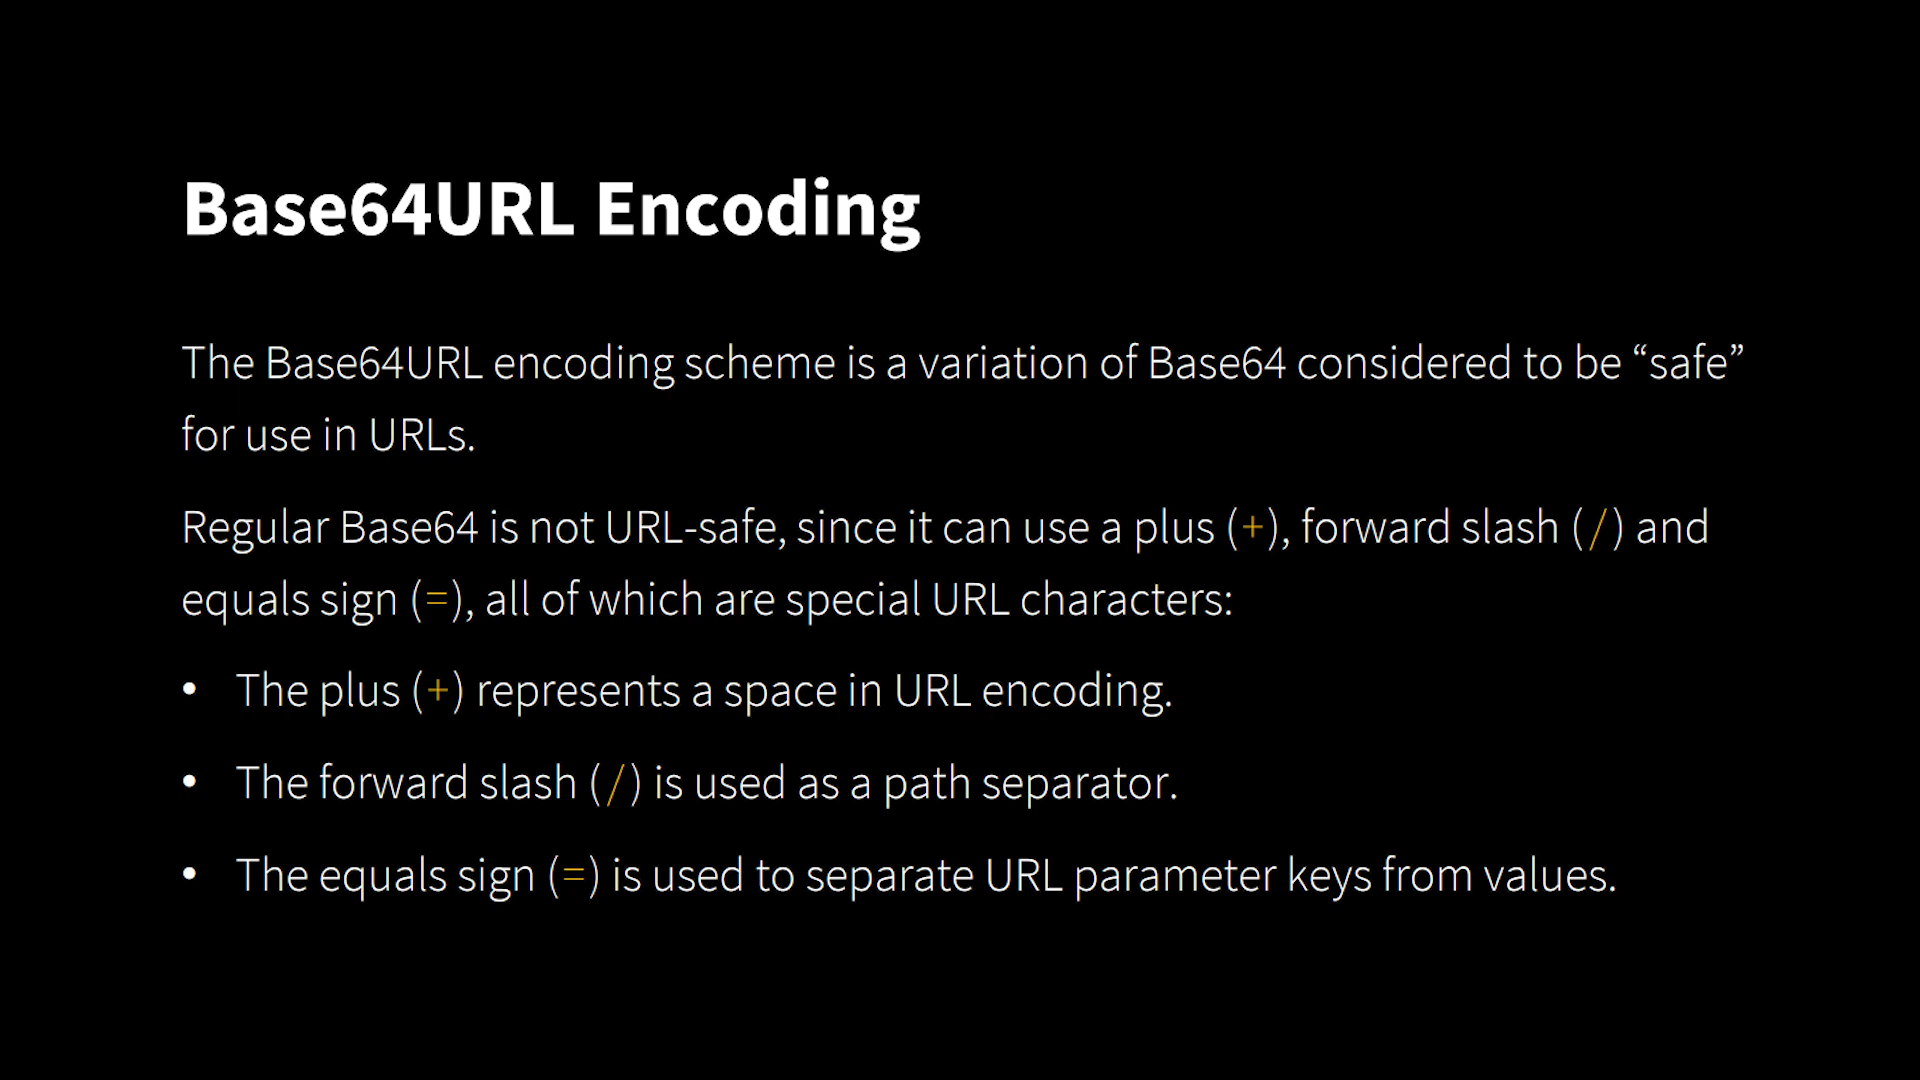 Base64URL Encoding
The Base64URL encoding scheme is a variation of Base64 considered to be “safe”
for use in URLs.
Regular Base64 is not URL-safe, since it can use a plus (+), forward slash (/) and
equals sign (=), all of which are special URL characters:
• The plus (+) represents a space in URL encoding.
• The forward slash (/) is used as a path separator.
• The equals sign (=) is used to separate URL parameter keys from values.